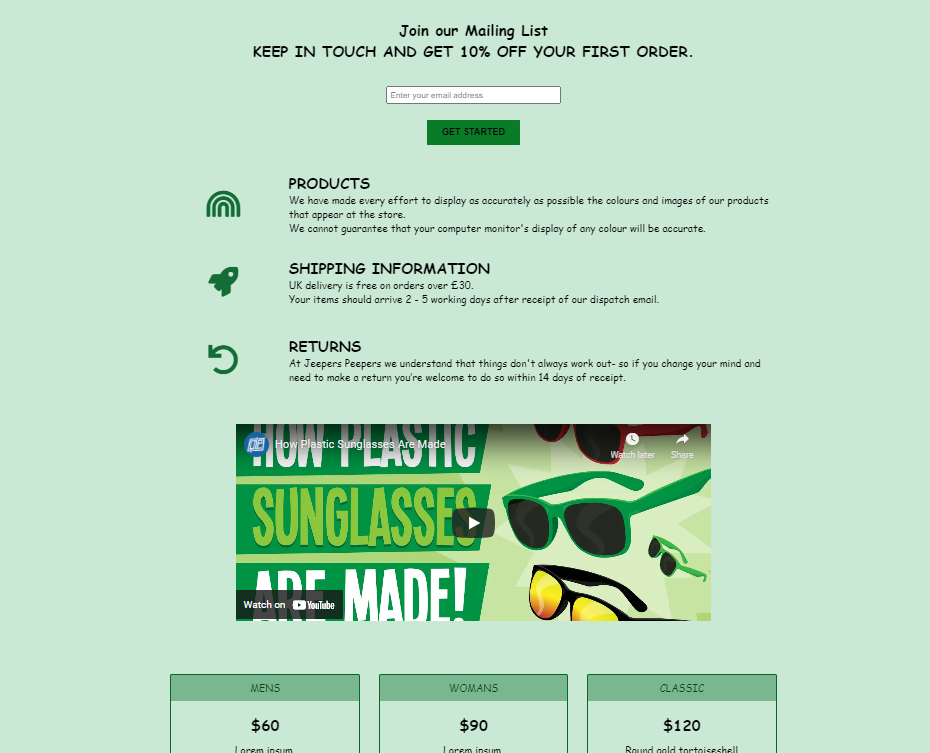 Join our Mailing List
KEEP IN TOUCH AND GET 10% OFF YOUR FIRST ORDER.
Enter your email address
GET STARTED
PRODUCTS
We have made every effort to display as accurately as possible the colours and images of our products
that appear at the store.
We cannot guarantee that your computer monitor's display of any colour will be accurate.
SHIPPING INFORMATION
UK delivery is free on orders over £30.
Your items should arrive 2 - 5 working days after receipt of our dispatch email.
RETURNS
At Jeepers Peepers we understand that things don't always work out- so if you change your mind and
need to make a return you’re welcome to do so within 14 days of receipt.
How Plastic Sunglasses Are Made
Watch later
Share
HOW PLASTIC
SUNGLASSES
ARE MADE!
Watch on YouTube
MENS
WOMANS
CLASSIC
$60
$90
$120
Lorem ipsum
Lorem ipsum
Round gold tortoiseshell